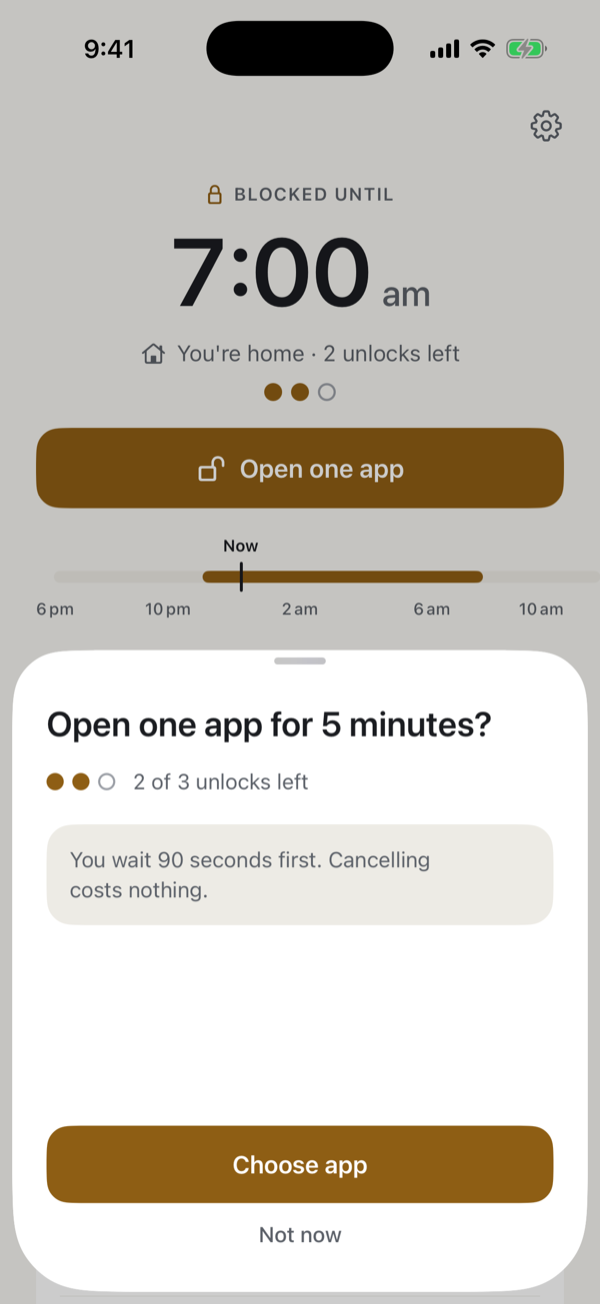 9:41
BLOCKED UNTIL
7:00 am
You're home · 2 unlocks left
Open one app
Now
6 pm 10 pm 2 am 6 am 10 am
Open one app for 5 minutes?
2 of 3 unlocks left
You wait 90 seconds first. Cancelling
costs nothing.
Choose app
Not now